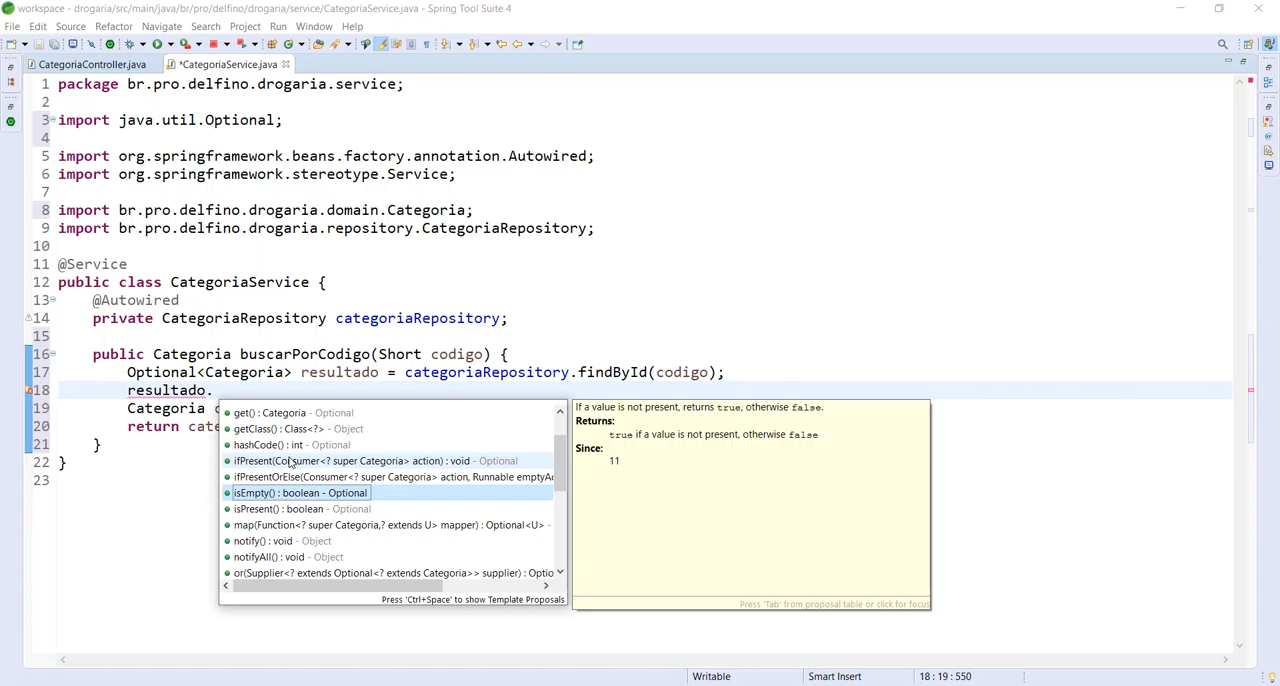 workspace - drogaria/src/main/java/br/pro/delfino/drogaria/service/CategoriaService.java - Spring Tool Suite 4
File Edit Source Refactor Navigate Search Project Run Window Help
CategoriaController.java *CategoriaService.java
1 package br.pro.delfino.drogaria.service;
2
3 import java.util.Optional;
4
5 import org.springframework.beans.factory.annotation.Autowired;
6 import org.springframework.stereotype.Service;
7
8 import br.pro.delfino.drogaria.domain.Categoria;
9 import br.pro.delfino.drogaria.repository.CategoriaRepository;
10
11 @Service
12 public class CategoriaService {
13 @Autowired
14 private CategoriaRepository categoriaRepository;
15
16 public Categoria buscarPorCodigo(Short codigo) {
17 Optional<Categoria> resultado = categoriaRepository.findById(codigo);
18 resultado.
19 Categoria c
20 return cate
21 }
22 }
23
get() : Categoria - Optional
getClass() : Class<?> - Object
hashCode() : int - Optional
ifPresent(Consumer<? super Categoria> action) : void - Optional
ifPresentOrElse(Consumer<? super Categoria> action, Runnable emptyAc
isEmpty() : boolean - Optional
isPresent() : boolean - Optional
map(Function<? super Categoria,? extends U> mapper) : Optional<U> -
notify() : void - Object
notifyAll() : void - Object
or(Supplier<? extends Optional<? extends Categoria>> supplier) : Optio
Press 'Ctrl+Space' to show Template Proposals
If a value is not present, returns true, otherwise false.
Returns:
true if a value is not present, otherwise false
Since:
11
Press 'Tab' from proposal table or click for focus
Writable Smart Insert 18 : 19 : 550